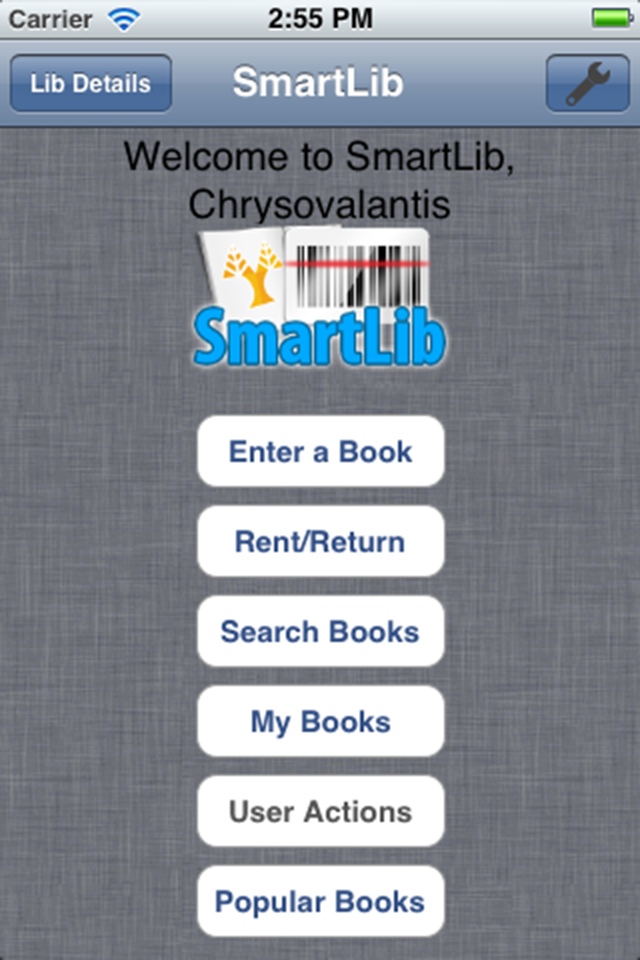 Carrier 2:55 PM
Lib Details SmartLib
Welcome to SmartLib,
Chrysovalantis
SmartLib
Enter a Book
Rent/Return
Search Books
My Books
User Actions
Popular Books